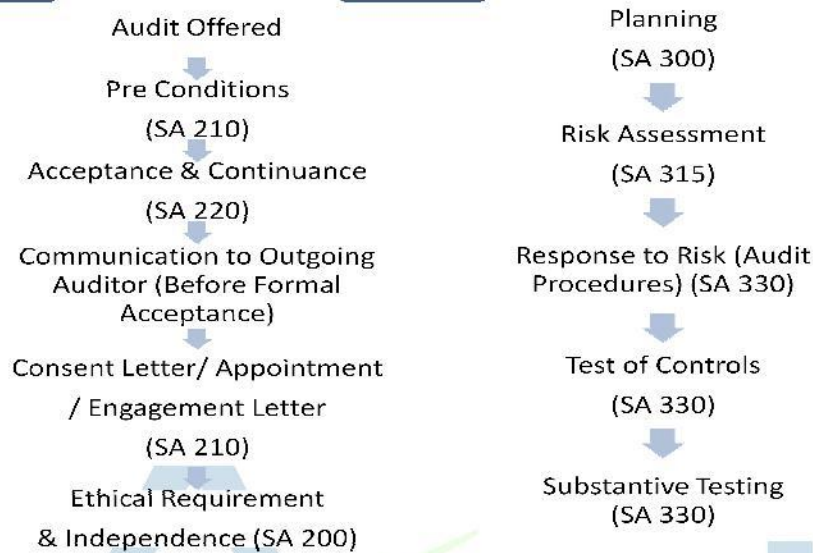 Audit Offered
Pre Conditions
(SA 210)
Acceptance & Continuance
(SA 220)
Communication to Outgoing
Auditor (Before Formal
Acceptance)
Consent Letter/ Appointment
/ Engagement Letter
(SA 210)
Ethical Requirement
& Independence (SA 200)
Planning
(SA 300)
Risk Assessment
(SA 315)
Response to Risk (Audit
Procedures) (SA 330)
Test of Controls
(SA 330)
Substantive Testing
(SA 330)